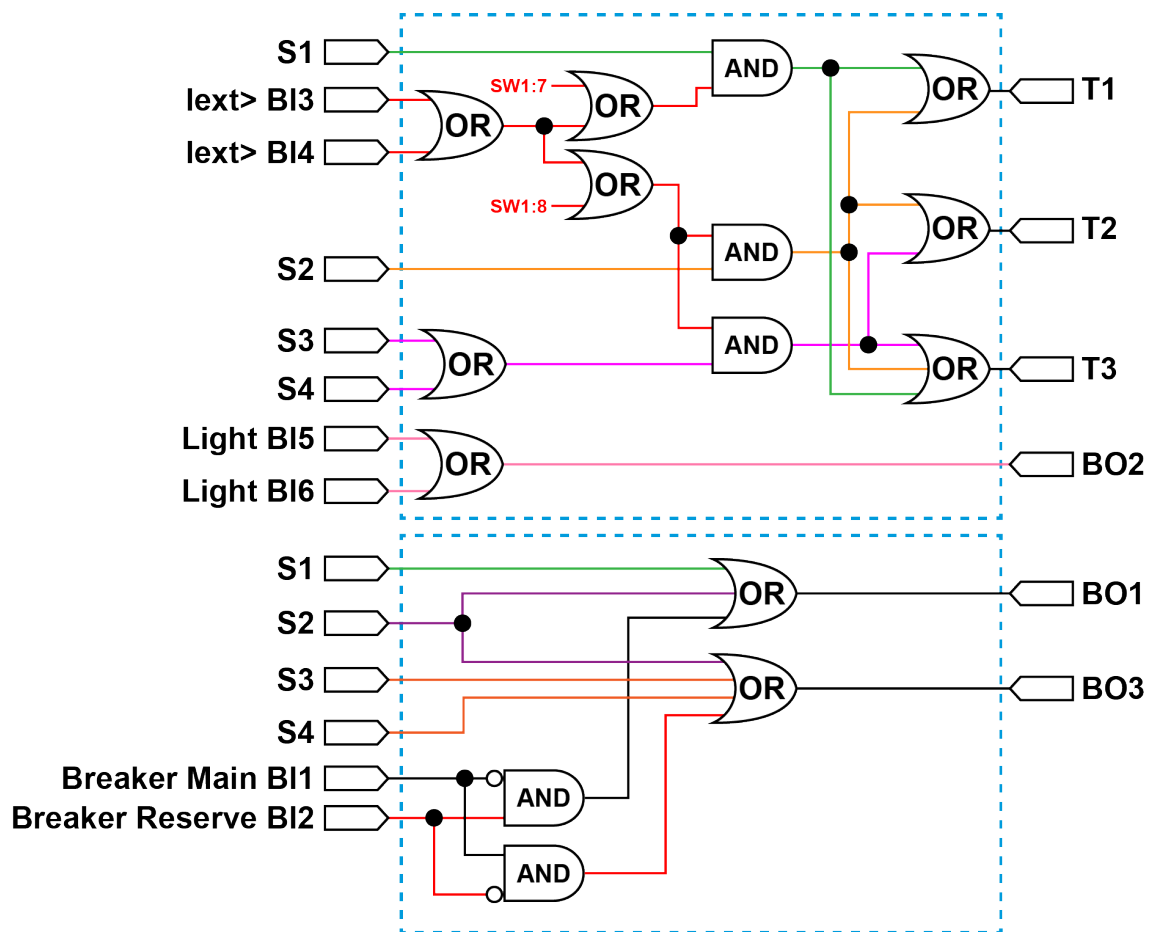 S1
AND
OR
T1
Iext> BI3
SW1:7
OR
OR
Iext> BI4
OR
SW1:8
OR
T2
S2
AND
S3
AND
OR
T3
OR
S4
Light BI5
OR
BO2
Light BI6
S1
OR
BO1
S2
S3
OR
BO3
S4
Breaker Main BI1
AND
Breaker Reserve BI2
AND